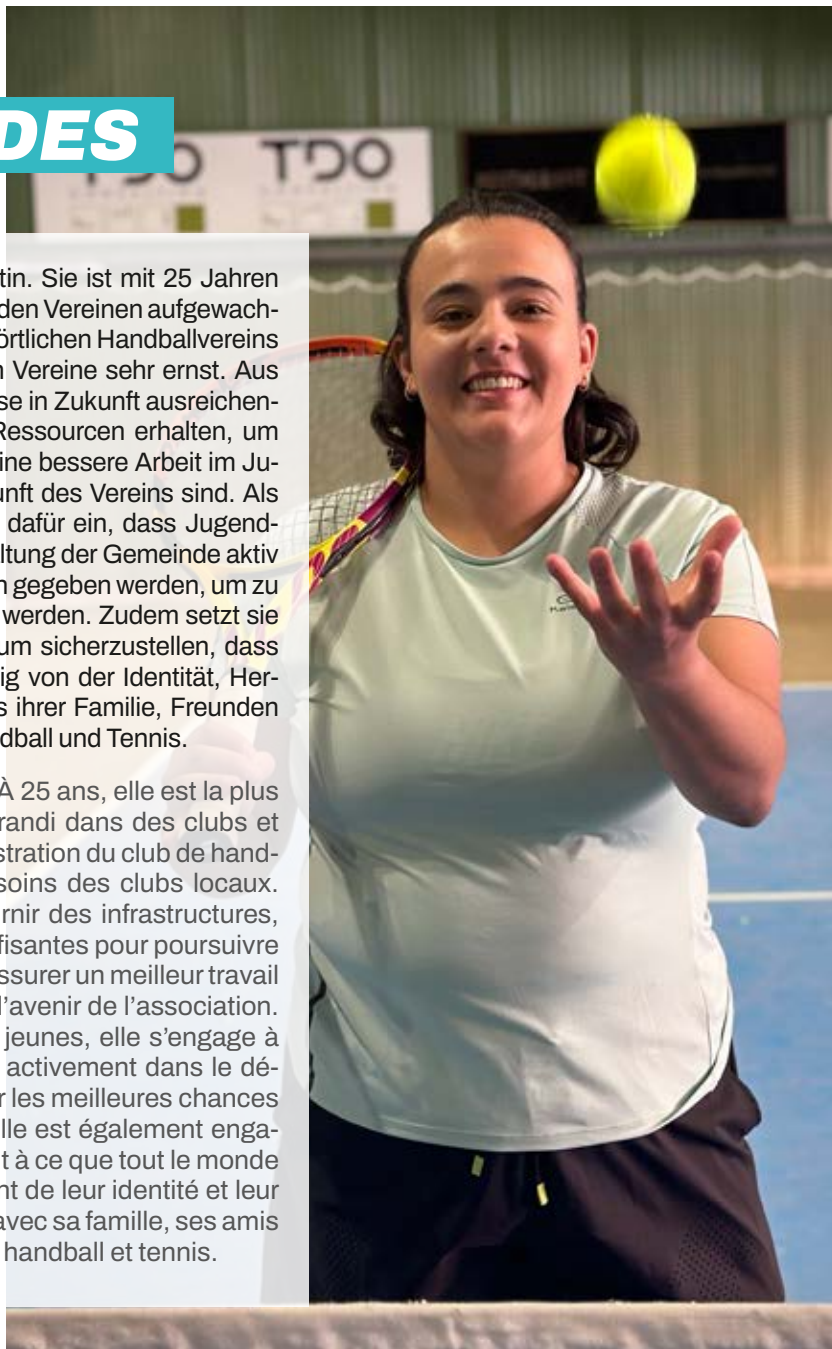 DES
TDO
TDO
tin. Sie ist mit 25 Jahren
den Vereinen aufgewach-
örtlichen Handballvereins
n Vereine sehr ernst. Aus
se in Zukunft ausreichen-
Ressourcen erhalten, um
ine bessere Arbeit im Ju-
unft des Vereins sind. Als
dafür ein, dass Jugend-
ltung der Gemeinde aktiv
n gegeben werden, um zu
werden. Zudem setzt sie
um sicherzustellen, dass
ig von der Identität, Her-
s ihrer Familie, Freunden
dball und Tennis.
À 25 ans, elle est la plus
randi dans des clubs et
stration du club de hand-
soins des clubs locaux.
rnir des infrastructures,
fisantes pour poursuivre
ssurer un meilleur travail
l'avenir de l'association.
jeunes, elle s'engage à
activement dans le dé-
r les meilleures chances
lle est également enga-
t à ce que tout le monde
nt de leur identité et leur
avec sa famille, ses amis
handball et tennis.